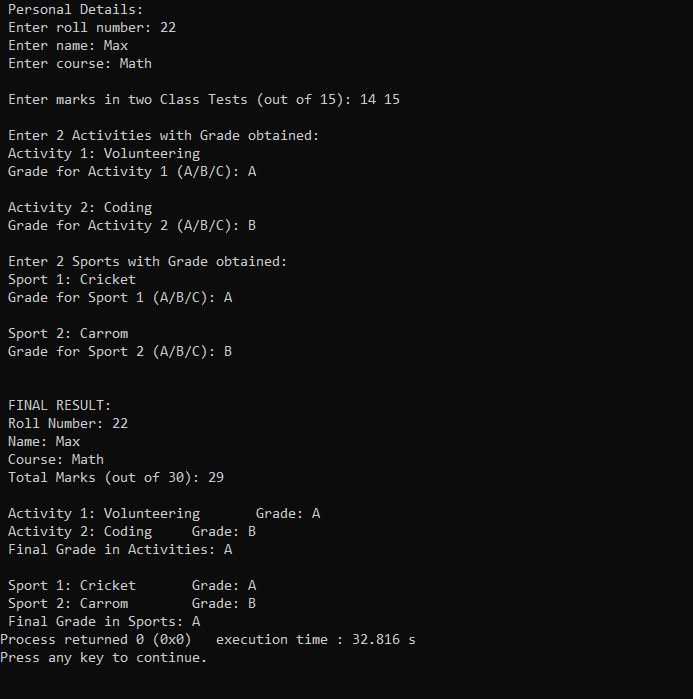 Personal Details:
Enter roll number: 22
Enter name: Max
Enter course: Math
Enter marks in two Class Tests (out of 15): 14 15
Enter 2 Activities with Grade obtained:
Activity 1: Volunteering
Grade for Activity 1 (A/B/C): A
Activity 2: Coding
Grade for Activity 2 (A/B/C): B
Enter 2 Sports with Grade obtained:
Sport 1: Cricket
Grade for Sport 1 (A/B/C): A
Sport 2: Carrom
Grade for Sport 2 (A/B/C): B
FINAL RESULT:
Roll Number: 22
Name: Max
Course: Math
Total Marks (out of 30): 29
Activity 1: Volunteering       Grade: A
Activity 2: Coding     Grade: B
Final Grade in Activities: A
Sport 1: Cricket       Grade: A
Sport 2: Carrom        Grade: B
Final Grade in Sports: A
Process returned 0 (0x0)   execution time : 32.816 s
Press any key to continue.